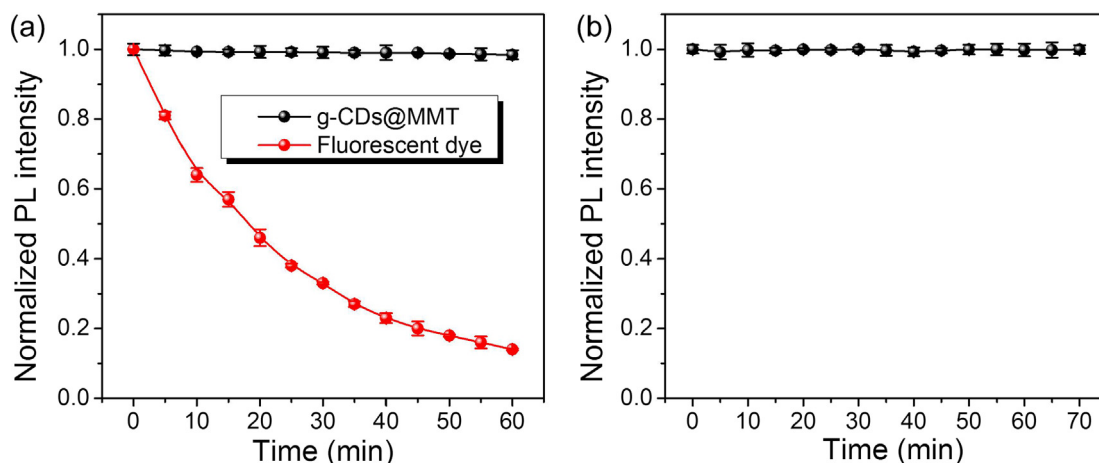 (a)
Normalized PL intensity
1.0
0.8
0.6
0.4
0.2
0.0
g-CDs@MMT
Fluorescent dye
0 10 20 30 40 50 60
Time (min)
(b)
Normalized PL intensity
1.0
0.8
0.6
0.4
0.2
0.0
0 10 20 30 40 50 60 70
Time (min)